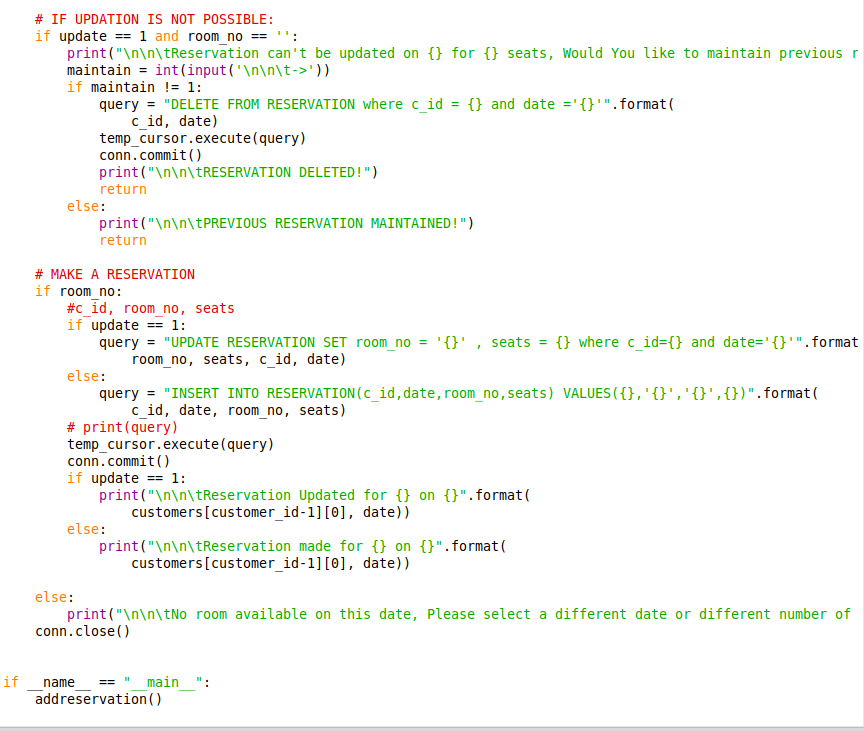 # IF UPDATION IS NOT POSSIBLE:
if update == 1 and room_no == '':
print("\n\n\tReservation can't be updated on {} for {} seats, Would You like to maintain previous r
maintain = int(input('\n\n\t->'))
if maintain != 1:
query = "DELETE FROM RESERVATION where c_id = {} and date ='{}'".format(
c_id, date)
temp_cursor.execute(query)
conn.commit()
print("\n\n\tRESERVATION DELETED!")
return
else:
print("\n\n\tPREVIOUS RESERVATION MAINTAINED!")
return
# MAKE A RESERVATION
if room_no:
#c_id, room_no, seats
if update == 1:
query = "UPDATE RESERVATION SET room_no = '{}' , seats = {} where c_id={} and date='{}'".format
room_no, seats, c_id, date)
else:
query = "INSERT INTO RESERVATION(c_id,date,room_no,seats) VALUES({},'{}','{}',{})".format(
c_id, date, room_no, seats)
# print(query)
temp_cursor.execute(query)
conn.commit()
if update == 1:
print("\n\n\tReservation Updated for {} on {}".format(
customers[customer_id-1][0], date))
else:
print("\n\n\tReservation made for {} on {}".format(
customers[customer_id-1][0], date))
else:
print("\n\n\tNo room available on this date, Please select a different date or different number of
conn.close()
if __name__ == "__main__":
addreservation()